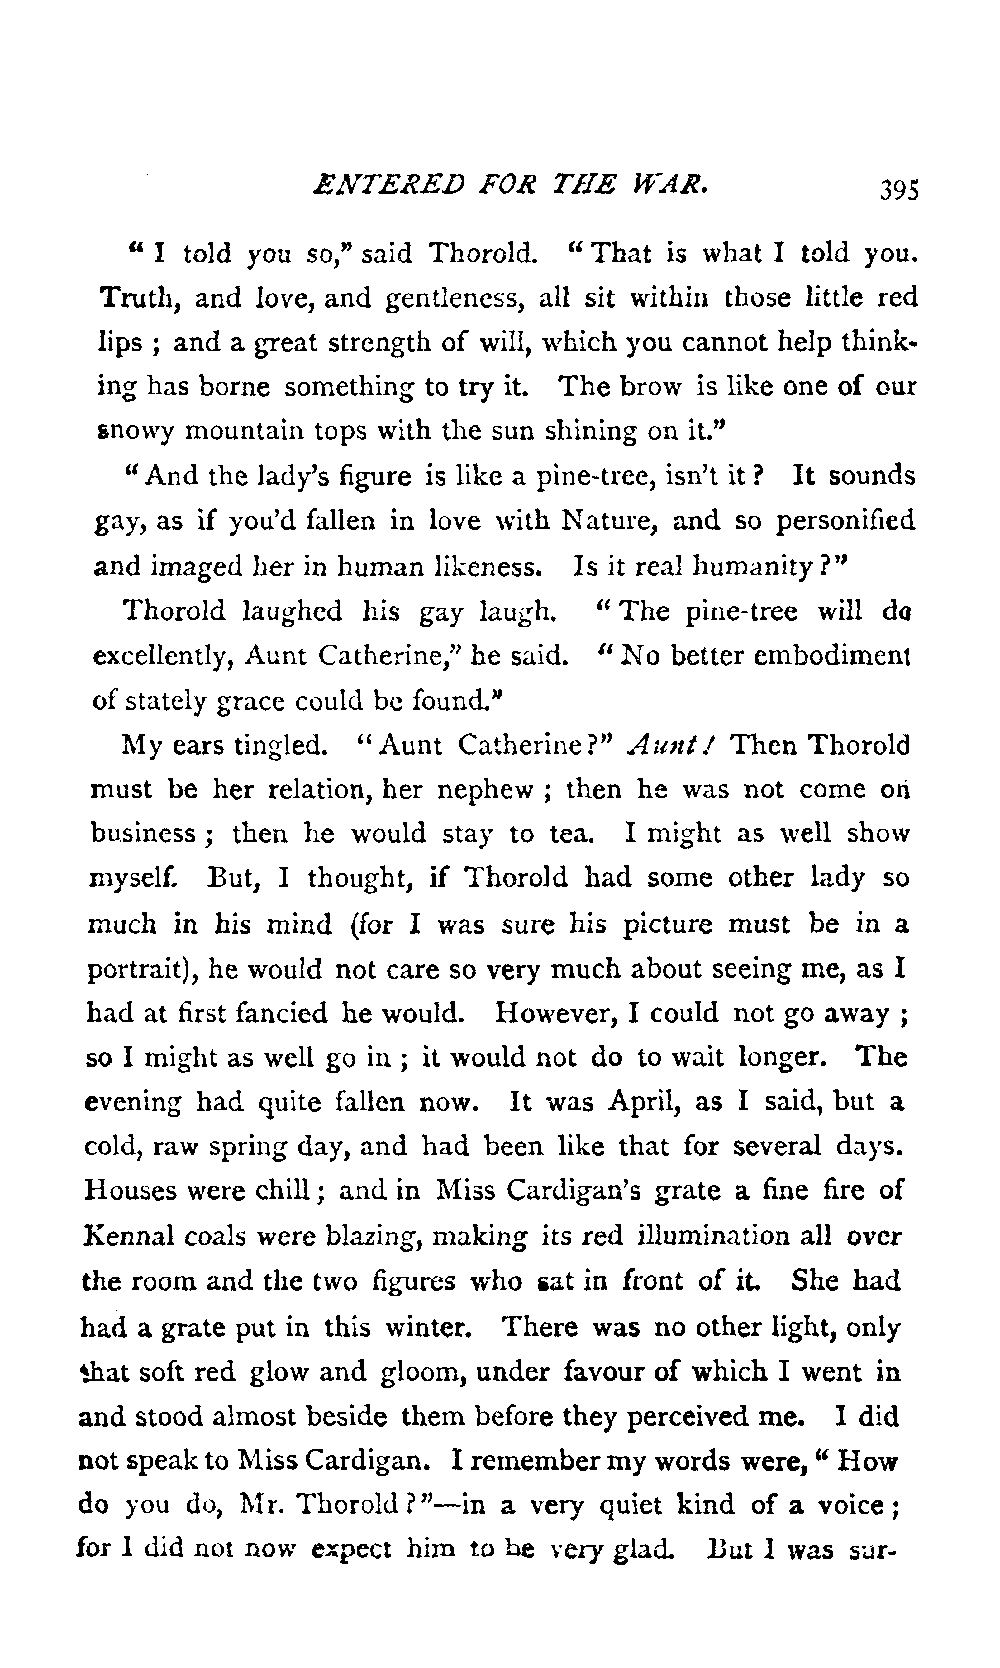 ENTERED FOR THE WAR. 395
“ I told you so,” said Thorold. “ That is what I told you.
Truth, and love, and gentleness, all sit within those little red
lips ; and a great strength of will, which you cannot help think-
ing has borne something to try it. The brow is like one of our
snowy mountain tops with the sun shining on it.”
“ And the lady’s figure is like a pine-tree, isn’t it ? It sounds
gay, as if you’d fallen in love with Nature, and so personified
and imaged her in human likeness. Is it real humanity ?”
Thorold laughed his gay laugh. “ The pine-tree will do
excellently, Aunt Catherine,” he said. “ No better embodiment
of stately grace could be found.”
My ears tingled. “ Aunt Catherine ?” Aunt ! Then Thorold
must be her relation, her nephew ; then he was not come on
business ; then he would stay to tea. I might as well show
myself. But, I thought, if Thorold had some other lady so
much in his mind (for I was sure his picture must be in a
portrait), he would not care so very much about seeing me, as I
had at first fancied he would. However, I could not go away ;
so I might as well go in ; it would not do to wait longer. The
evening had quite fallen now. It was April, as I said, but a
cold, raw spring day, and had been like that for several days.
Houses were chill ; and in Miss Cardigan’s grate a fine fire of
Kennal coals were blazing, making its red illumination all over
the room and the two figures who sat in front of it. She had
had a grate put in this winter. There was no other light, only
that soft red glow and gloom, under favour of which I went in
and stood almost beside them before they perceived me. I did
not speak to Miss Cardigan. I remember my words were, “ How
do you do, Mr. Thorold ?”—in a very quiet kind of a voice ;
for I did not now expect him to be very glad. But I was sur-